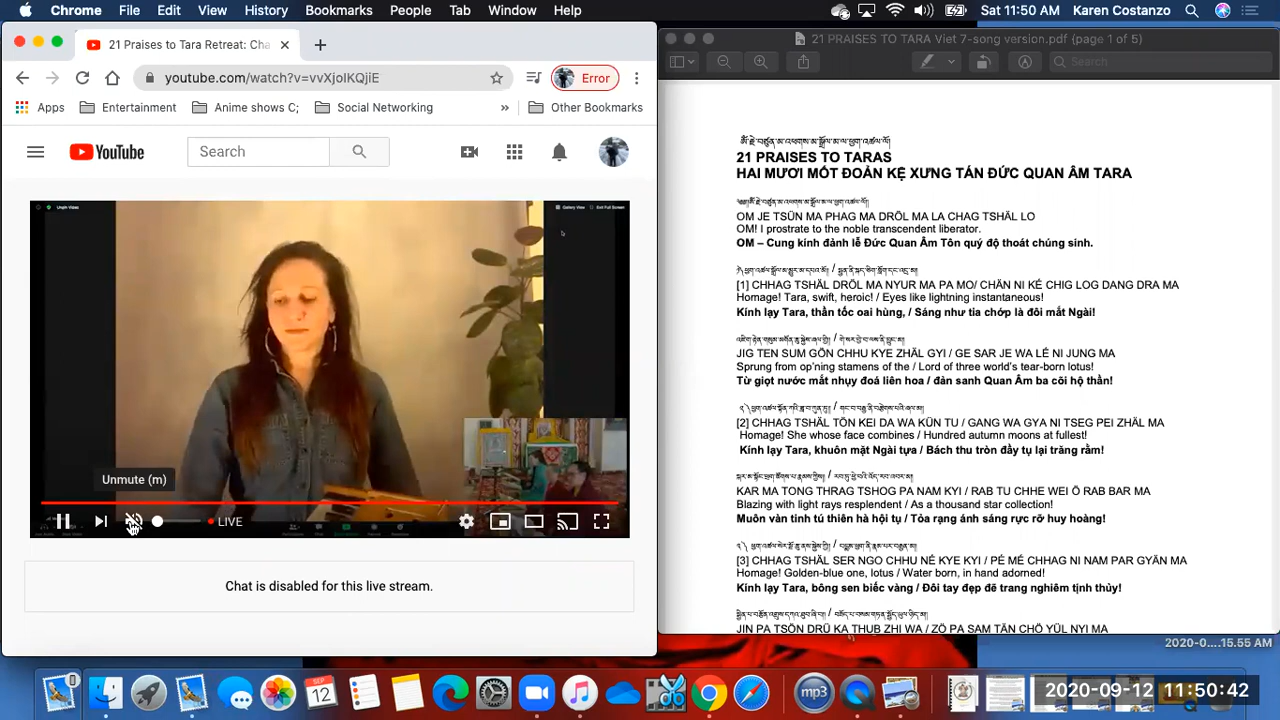 Chrome File Edit View History Bookmarks People Tab Window Help Sat 11:50 AM Karen Costanzo
21 Praises to Tara Retreat: Cha
youtube.com/watch?v=vvXjolKQjiE
Error
Apps Entertainment Anime shows C; Social Networking » Other Bookmarks
YouTube
Search
Unpin Video
Gallery View Exit Full Screen
Unmute (m)
LIVE
Chat is disabled for this live stream.
21 PRAISES TO TARA Viet 7-song version.pdf (page 1 of 5)
Search
21 PRAISES TO TARAS
HAI MƯƠI MỐT ĐOẢN KỆ XƯNG TÁN ĐỨC QUAN ÂM TARA
OM JE TSÜN MA PHAG MA DRÖL MA LA CHAG TSHÄL LO
OM! I prostrate to the noble transcendent liberator.
OM – Cung kính đảnh lễ Đức Quan Âm Tôn quý độ thoát chúng sinh.
[1] CHHAG TSHÄL DRÖL MA NYUR MA PA MO/ CHÄN NI KÉ CHIG LOG DANG DRA MA
Homage! Tara, swift, heroic! / Eyes like lightning instantaneous!
Kính lạy Tara, thần tốc oai hùng, / Sáng như tia chớp là đôi mắt Ngài!
JIG TEN SUM GÖN CHHU KYE ZHÄL GYI / GE SAR JE WA LÉ NI JUNG MA
Sprung from op'ning stamens of the / Lord of three world's tear-born lotus!
Từ giọt nước mắt nhụy đoá liên hoa / đản sanh Quan Âm ba cõi hộ thần!
[2] CHHAG TSHÄL TÖN KEI DA WA KÜN TU / GANG WA GYA NI TSEG PEI ZHÄL MA
Homage! She whose face combines / Hundred autumn moons at fullest!
Kính lạy Tara, khuôn mặt Ngài tựa / Bách thu tròn đầy tụ lại trăng rằm!
KAR MA TONG THRAG TSHOG PA NAM KYI / RAB TU CHHE WEI Ö RAB BAR MA
Blazing with light rays resplendent / As a thousand star collection!
Muôn vàn tinh tú thiên hà hội tụ / Tỏa rạng ánh sáng rực rỡ huy hoàng!
[3] CHHAG TSHÄL SER NGO CHHU NÉ KYE KYI / PÉ MÉ CHHAG NI NAM PAR GYÄN MA
Homage! Golden-blue one, lotus / Water born, in hand adorned!
Kính lạy Tara, bông sen biếc vàng / Đôi tay đẹp đẽ trang nghiêm tịnh thủy!
JIN PA TSÖN DRÜ KA THUB ZHI WA / ZÖ PA SAM TÄN CHÖ YÜL NYI MA
2020-0....15.55 AM
SEP
12
mp3
2020-09-12 11:50:42